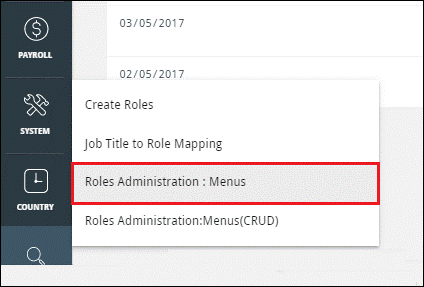 03/05/2017
PAYROLL
02/05/2017
Create Roles
SYSTEM
Job Title to Role Mapping
Roles Administration : Menus
COUNTRY
Roles Administration:Menus(CRUD)